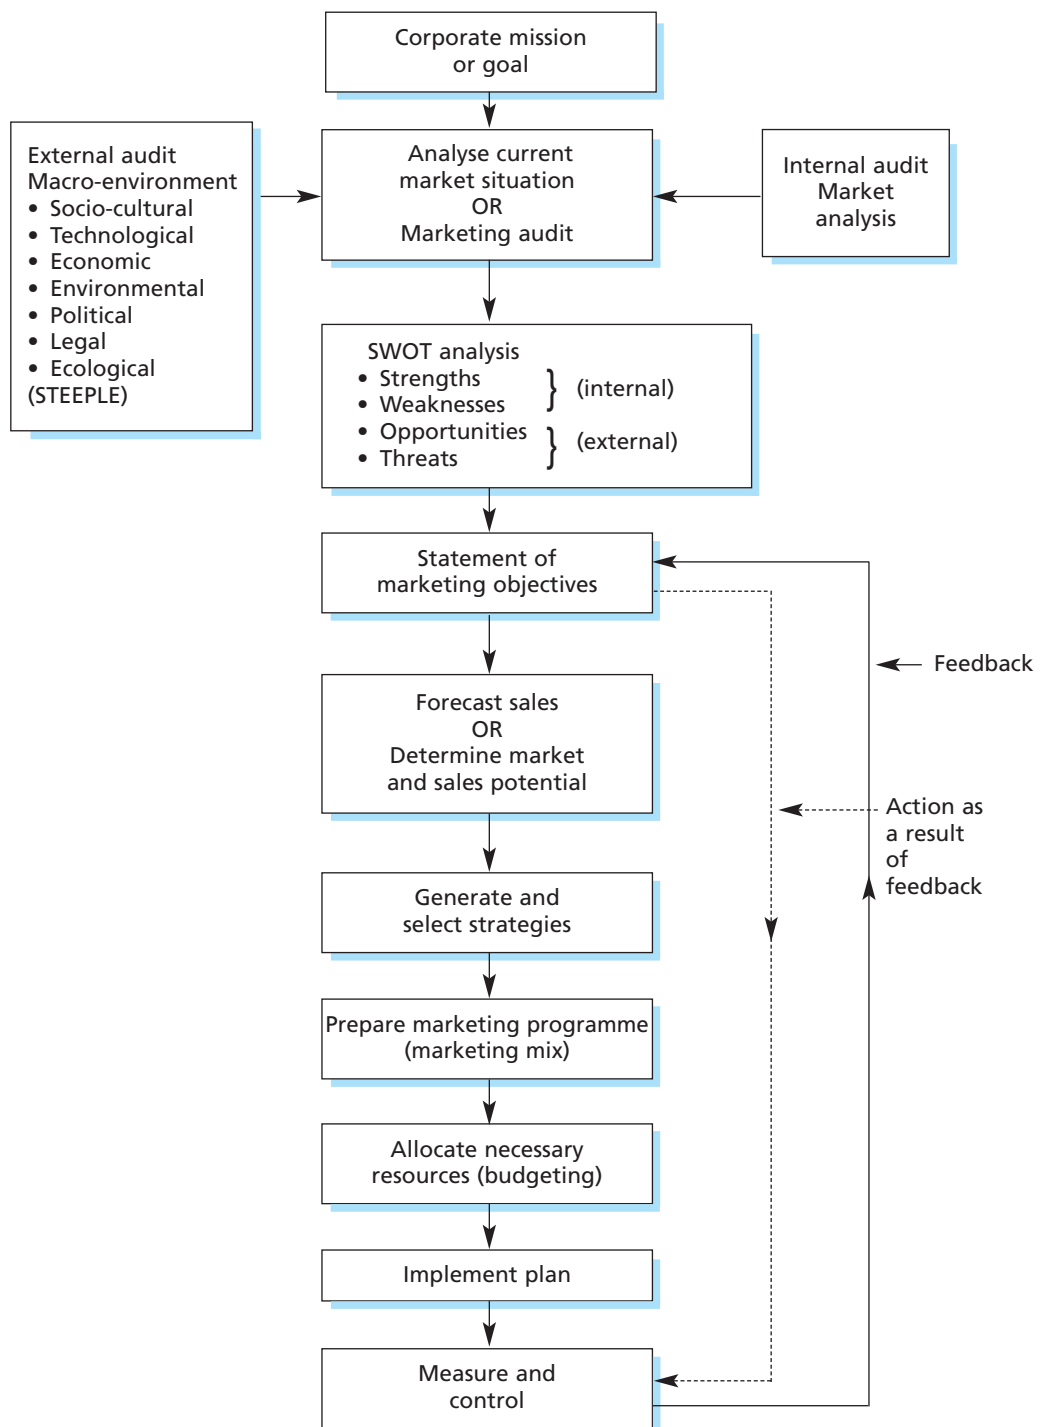 Corporate mission
or goal
External audit
Macro-environment
• Socio-cultural
• Technological
• Economic
• Environmental
• Political
• Legal
• Ecological
(STEEPLE)
Analyse current
market situation
OR
Marketing audit
Internal audit
Market
analysis
SWOT analysis
• Strengths
• Weaknesses
} (internal)
• Opportunities
• Threats
} (external)
Statement of
marketing objectives
Feedback
Forecast sales
OR
Determine market
and sales potential
Action as
a result
of
feedback
Generate and
select strategies
Prepare marketing programme
(marketing mix)
Allocate necessary
resources (budgeting)
Implement plan
Measure and
control